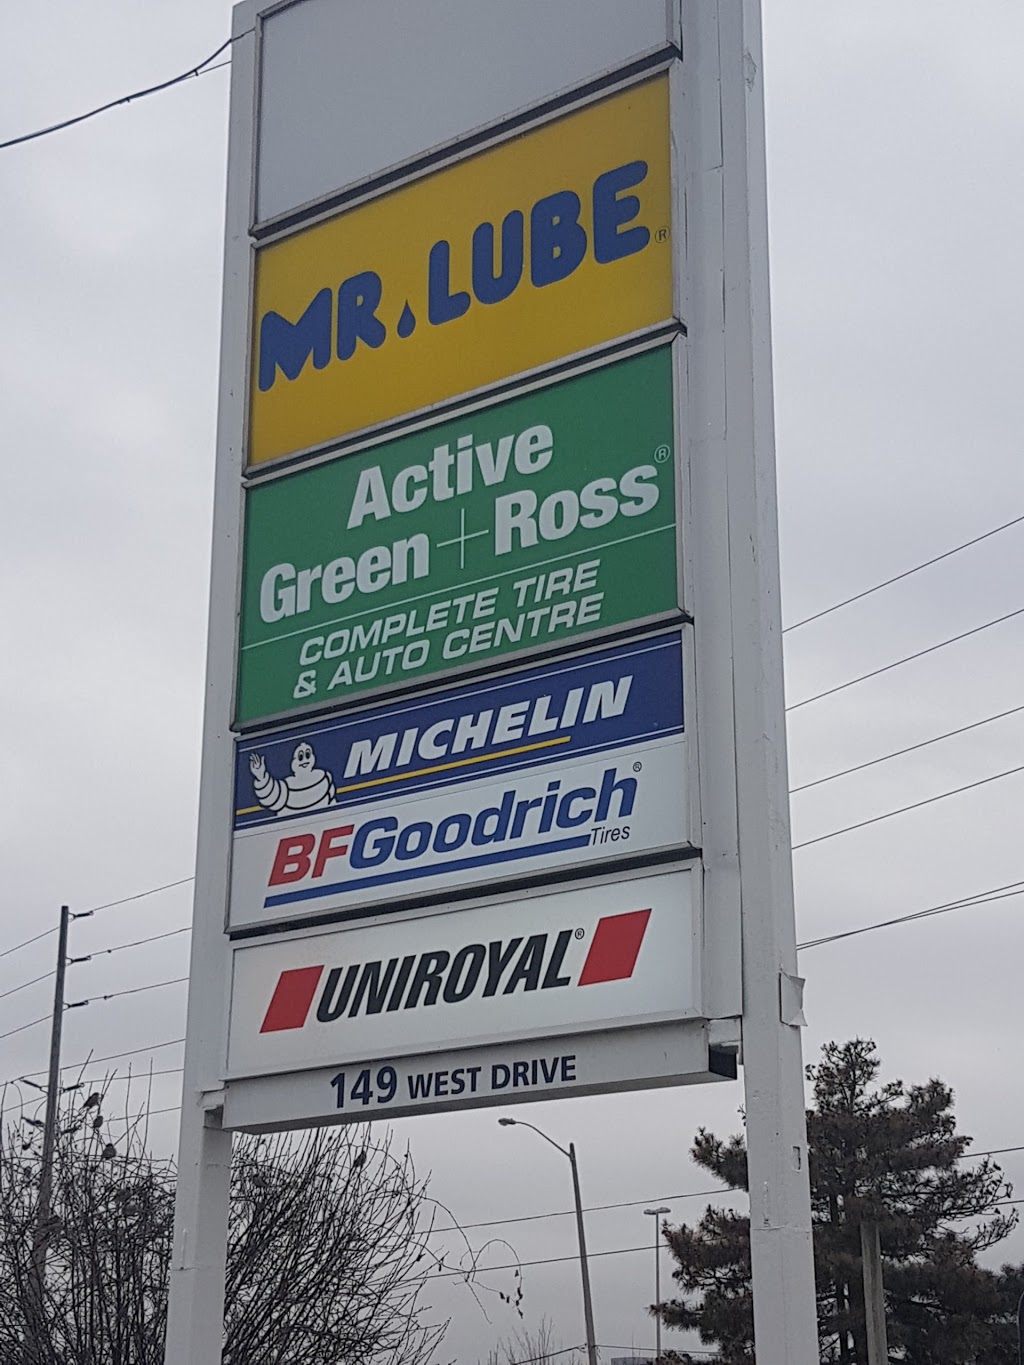 MR. LUBE®
Active
Green+Ross®
COMPLETE TIRE
& AUTO CENTRE
MICHELIN
BFGoodrich®
Tires
UNIROYAL®
149 WEST DRIVE